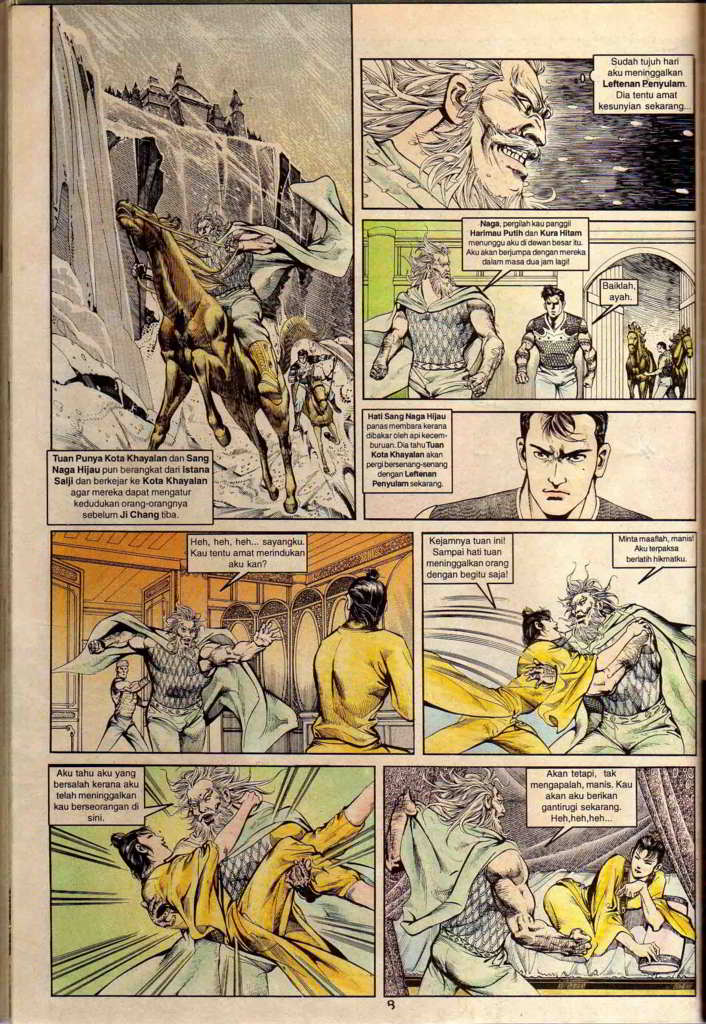 Tuan Punya Kota Khayalan dan Sang
Naga Hijau pun berangkat dari Istana
Salji dan berkejar ke Kota Khayalan
agar mereka dapat mengatur
kedudukan orang-orangnya
sebelum Ji Chang tiba.
Sudah tujuh hari
aku meninggalkan
Leftenan Penyulam.
Dia tentu amat
kesunyian sekarang...
Naga, pergilah kau panggil
Harimau Putih dan Kura Hitam
menunggu aku di dewan besar itu.
Aku akan berjumpa dengan mereka
dalam masa dua jam lagi!
Baiklah,
ayah.
Hati Sang Naga Hijau
panas membara kerana
dibakar oleh api kecem-
buruan. Dia tahu Tuan
Kota Khayalan akan
pergi bersenang-senang
dengan Leftenan
Penyulam sekarang.
Heh, heh, heh... sayangku.
Kau tentu amat merindukan
aku kan?
Kejamnya tuan ini!
Sampai hati tuan
meninggalkan orang
dengan begitu saja!
Minta maaflah, manis!
Aku terpaksa
berlatih hikmatku.
Aku tahu aku yang
bersalah kerana aku
telah meninggalkan
kau berseorangan di
sini.
Akan tetapi, tak
mengapalah, manis. Kau
akan aku berikan
gantirugi sekarang.
Heh,heh,heh...
9